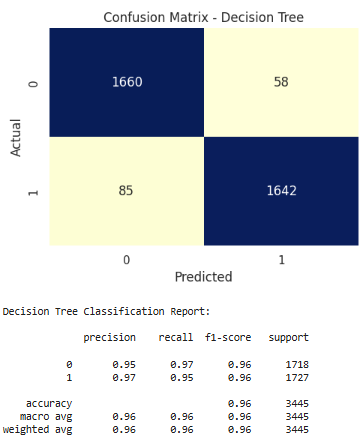 Confusion Matrix - Decision Tree
0 1660 58
Actual
1 85 1642
0 1
Predicted
Decision Tree Classification Report:
precision recall f1-score support
0 0.95 0.97 0.96 1718
1 0.97 0.95 0.96 1727
accuracy 0.96 3445
macro avg 0.96 0.96 0.96 3445
weighted avg 0.96 0.96 0.96 3445